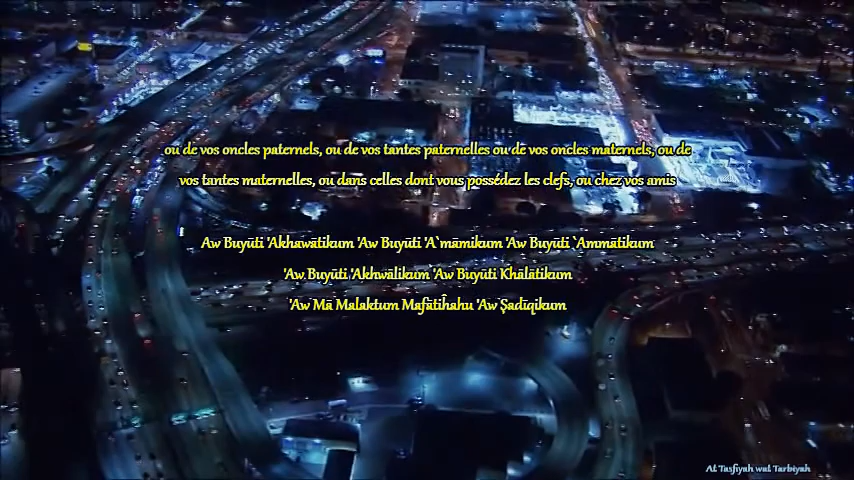 ou de vos oncles paternels, ou de vos tantes paternelles ou de vos oncles maternels, ou de
vos tantes maternelles, ou dans celles dont vous possédez les clefs, ou chez vos amis
Aw Buyūti 'Akhawātikum 'Aw Buyūti 'A`māmikum 'Aw Buyūti `Ammātikum
'Aw Buyūti 'Akhwālikum 'Aw Buyūti Khālātikum
'Aw Mā Malaktum Mafātiĥahu 'Aw Şadīqikum
At Tasfiyah wat Tarbiyah